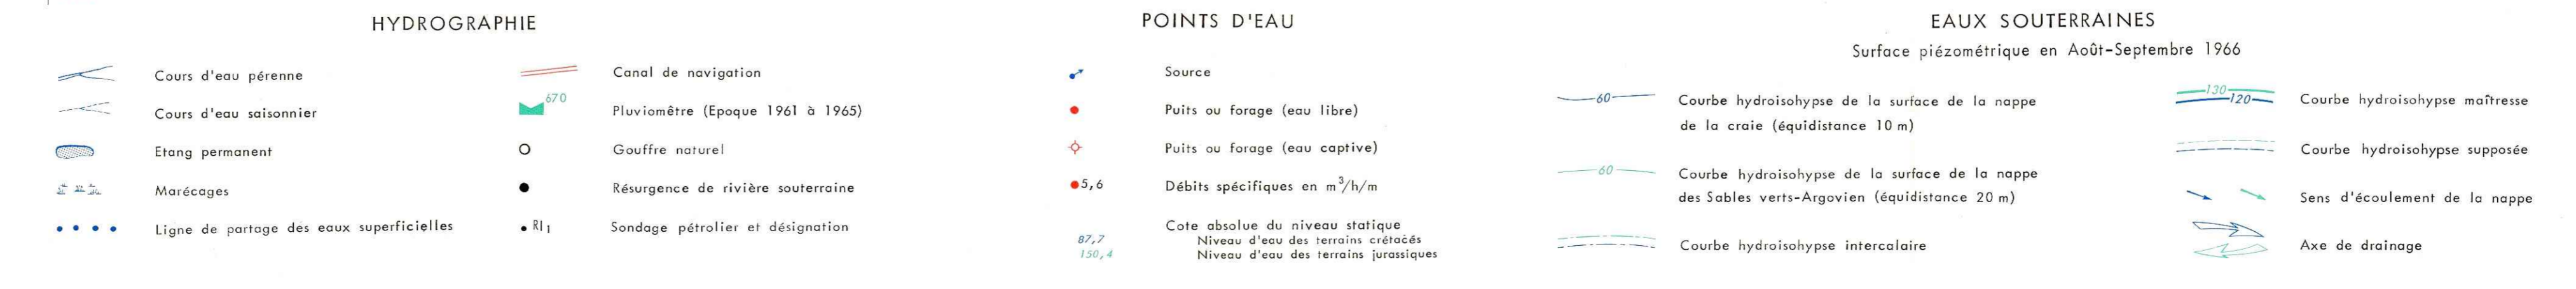 HYDROGRAPHIE
Cours d'eau pérenne
Cours d'eau saisonnier
Etang permanent
Marécages
Ligne de partage des eaux superficielles
Canal de navigation
670
Pluviomêtre (Epoque 1961 à 1965)
Gouffre naturel
Résurgence de rivière souterraine
RI1
Sondage pétrolier et désignation
POINTS D'EAU
Source
Puits ou forage (eau libre)
Puits ou forage (eau captive)
5,6 Débits spécifiques en m³/h/m
Cote absolue du niveau statique
87,7 Niveau d'eau des terrains crétacés
150,4 Niveau d'eau des terrains jurassiques
EAUX SOUTERRAINES
Surface piézométrique en Août-Septembre 1966
60 Courbe hydroisohypse de la surface de la nappe
de la craie (équidistance 10 m)
60 Courbe hydroisohypse de la surface de la nappe
des Sables verts-Argovien (équidistance 20 m)
Courbe hydroisohypse intercalaire
130
120 Courbe hydroisohypse maîtresse
Courbe hydroisohypse supposée
Sens d'écoulement de la nappe
Axe de drainage